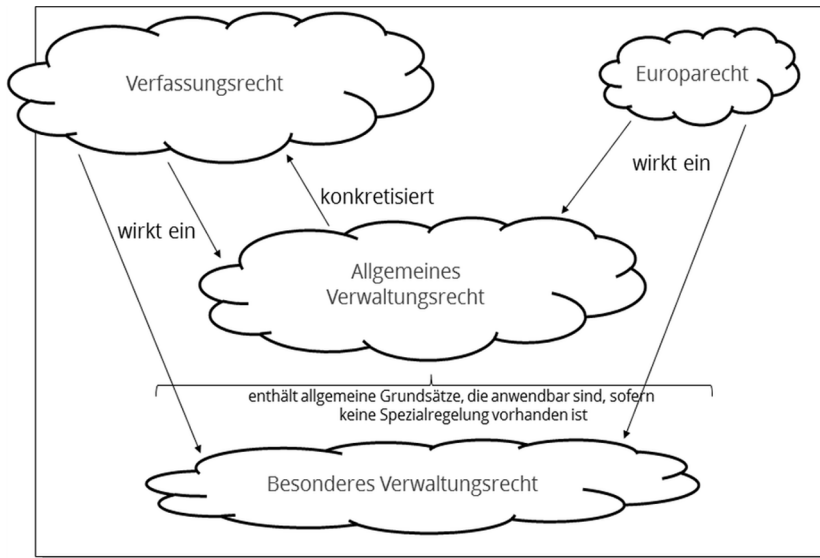 Verfassungsrecht
Europarecht
wirkt ein
konkretisiert
wirkt ein
Allgemeines
Verwaltungsrecht
enthält allgemeine Grundsätze, die anwendbar sind, sofern
keine Spezialregelung vorhanden ist
Besonderes Verwaltungsrecht